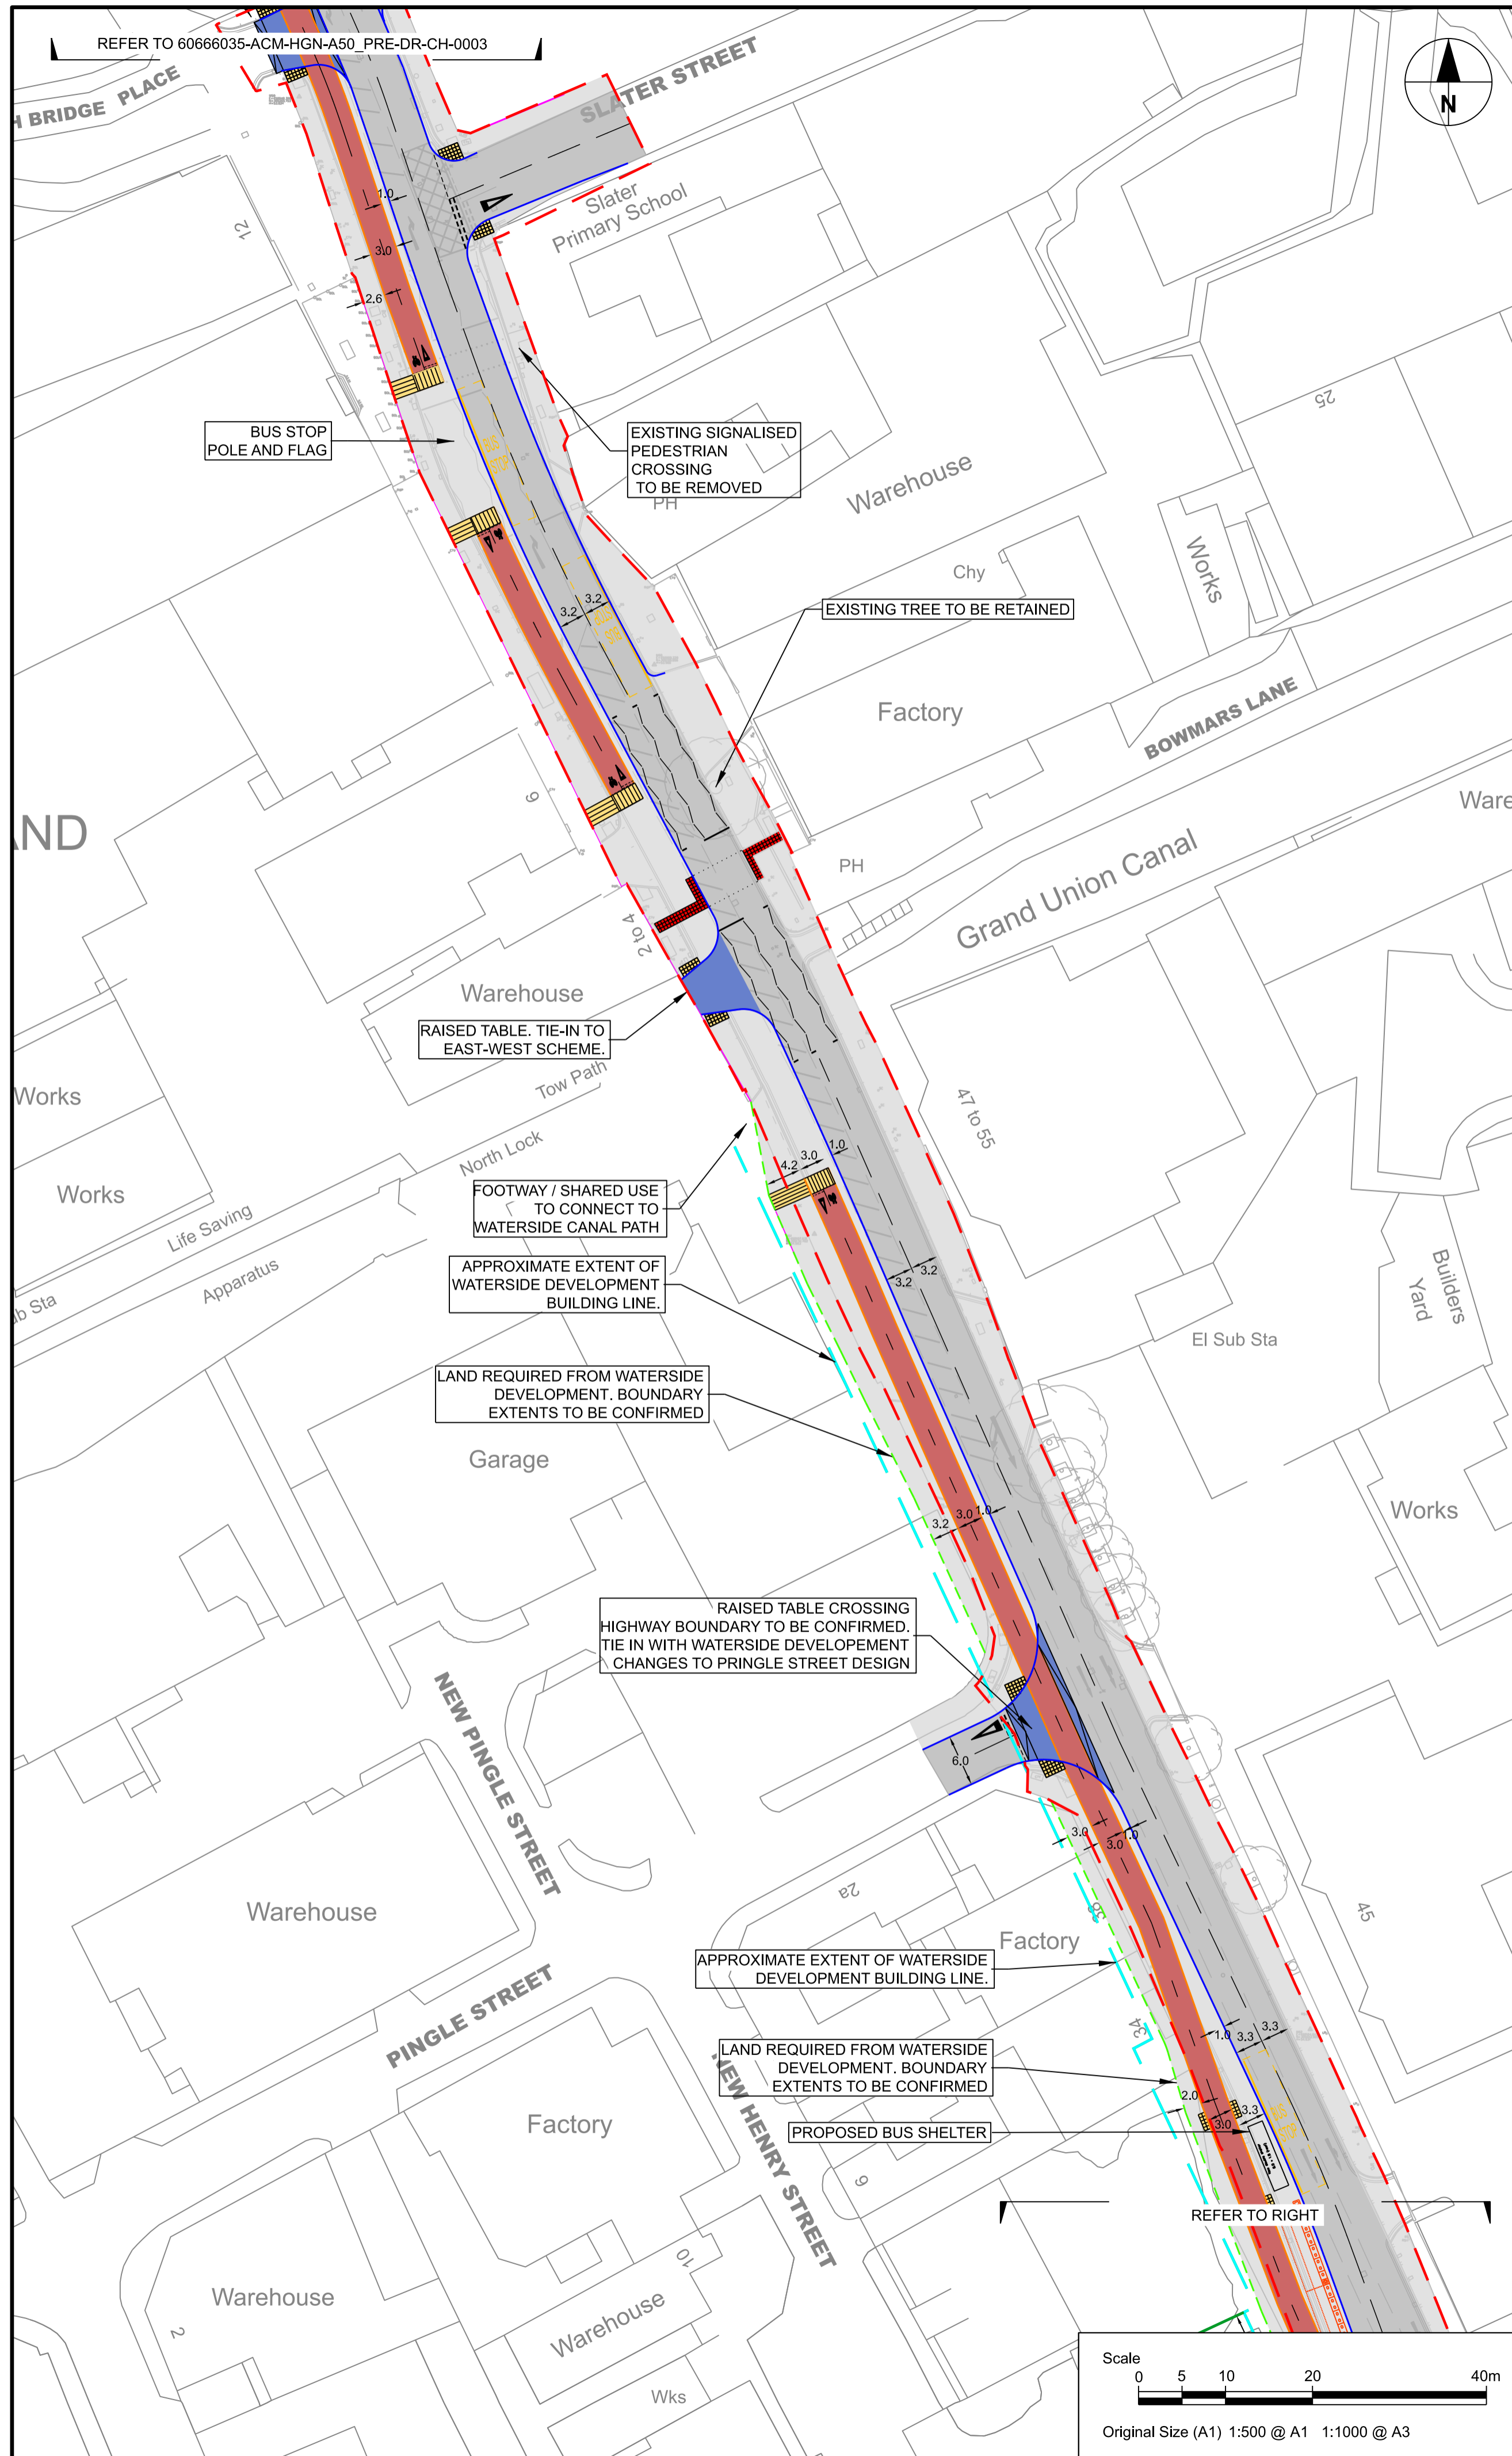 REFER TO 60666035-ACM-HGN-A50_PRE-DR-CH-0003
H BRIDGE PLACE
SLATER STREET
N
Slater
Primary School
12
1.0
3.0
2.6
25
BUS STOP
POLE AND FLAG
EXISTING SIGNALISED
PEDESTRIAN
CROSSING
TO BE REMOVED
PH
Warehouse
Works
Chy
3.2
3.2
EXISTING TREE TO BE RETAINED
Factory
BOWMARS LANE
AND
Ware
PH
Grand Union Canal
2 to 4
Warehouse
RAISED TABLE. TIE-IN TO
EAST-WEST SCHEME.
Tow Path
Works
47 to 55
North Lock
Works
4.2
3.0
1.0
FOOTWAY / SHARED USE
TO CONNECT TO
WATERSIDE CANAL PATH
Life Saving
Apparatus
ub Sta
3.2
3.2
APPROXIMATE EXTENT OF
WATERSIDE DEVELOPMENT
BUILDING LINE.
Builders
Yard
El Sub Sta
LAND REQUIRED FROM WATERSIDE
DEVELOPMENT. BOUNDARY
EXTENTS TO BE CONFIRMED
Garage
Works
3.2
3.0
1.0
RAISED TABLE CROSSING
HIGHWAY BOUNDARY TO BE CONFIRMED.
TIE IN WITH WATERSIDE DEVELOPEMENT
CHANGES TO PRINGLE STREET DESIGN
NEW PINGLE STREET
6.0
3.0
3.0
1.0
2a
Warehouse
45
Factory
APPROXIMATE EXTENT OF WATERSIDE
DEVELOPMENT BUILDING LINE.
PINGLE STREET
34
1.0
3.3
3.3
LAND REQUIRED FROM WATERSIDE
DEVELOPMENT. BOUNDARY
EXTENTS TO BE CONFIRMED
2.0
3.0
3.3
NEW HENRY STREET
Factory
PROPOSED BUS SHELTER
REFER TO RIGHT
10
Warehouse
2
Warehouse
Wks
Scale
0 5 10 20 40m
Original Size (A1) 1:500 @ A1 1:1000 @ A3